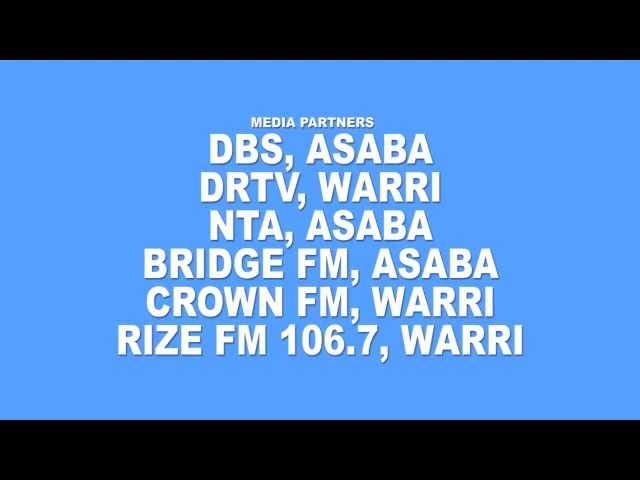 MEDIA PARTNERS
DBS, ASABA
DRTV, WARRI
NTA, ASABA
BRIDGE FM, ASABA
CROWN FM, WARRI
RIZE FM 106.7, WARRI